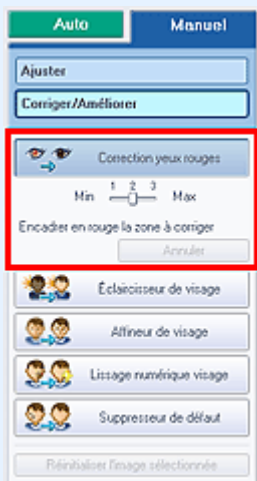 Auto Manuel
Ajuster
Corriger/Améliorer
Correction yeux rouges
1 2 3
Min Max
Encadrer en rouge la zone à corriger
Annuler
Éclaircisseur de visage
Affineur de visage
Lissage numérique visage
Suppresseur de défaut
Réinitialiser l'image sélectionnée